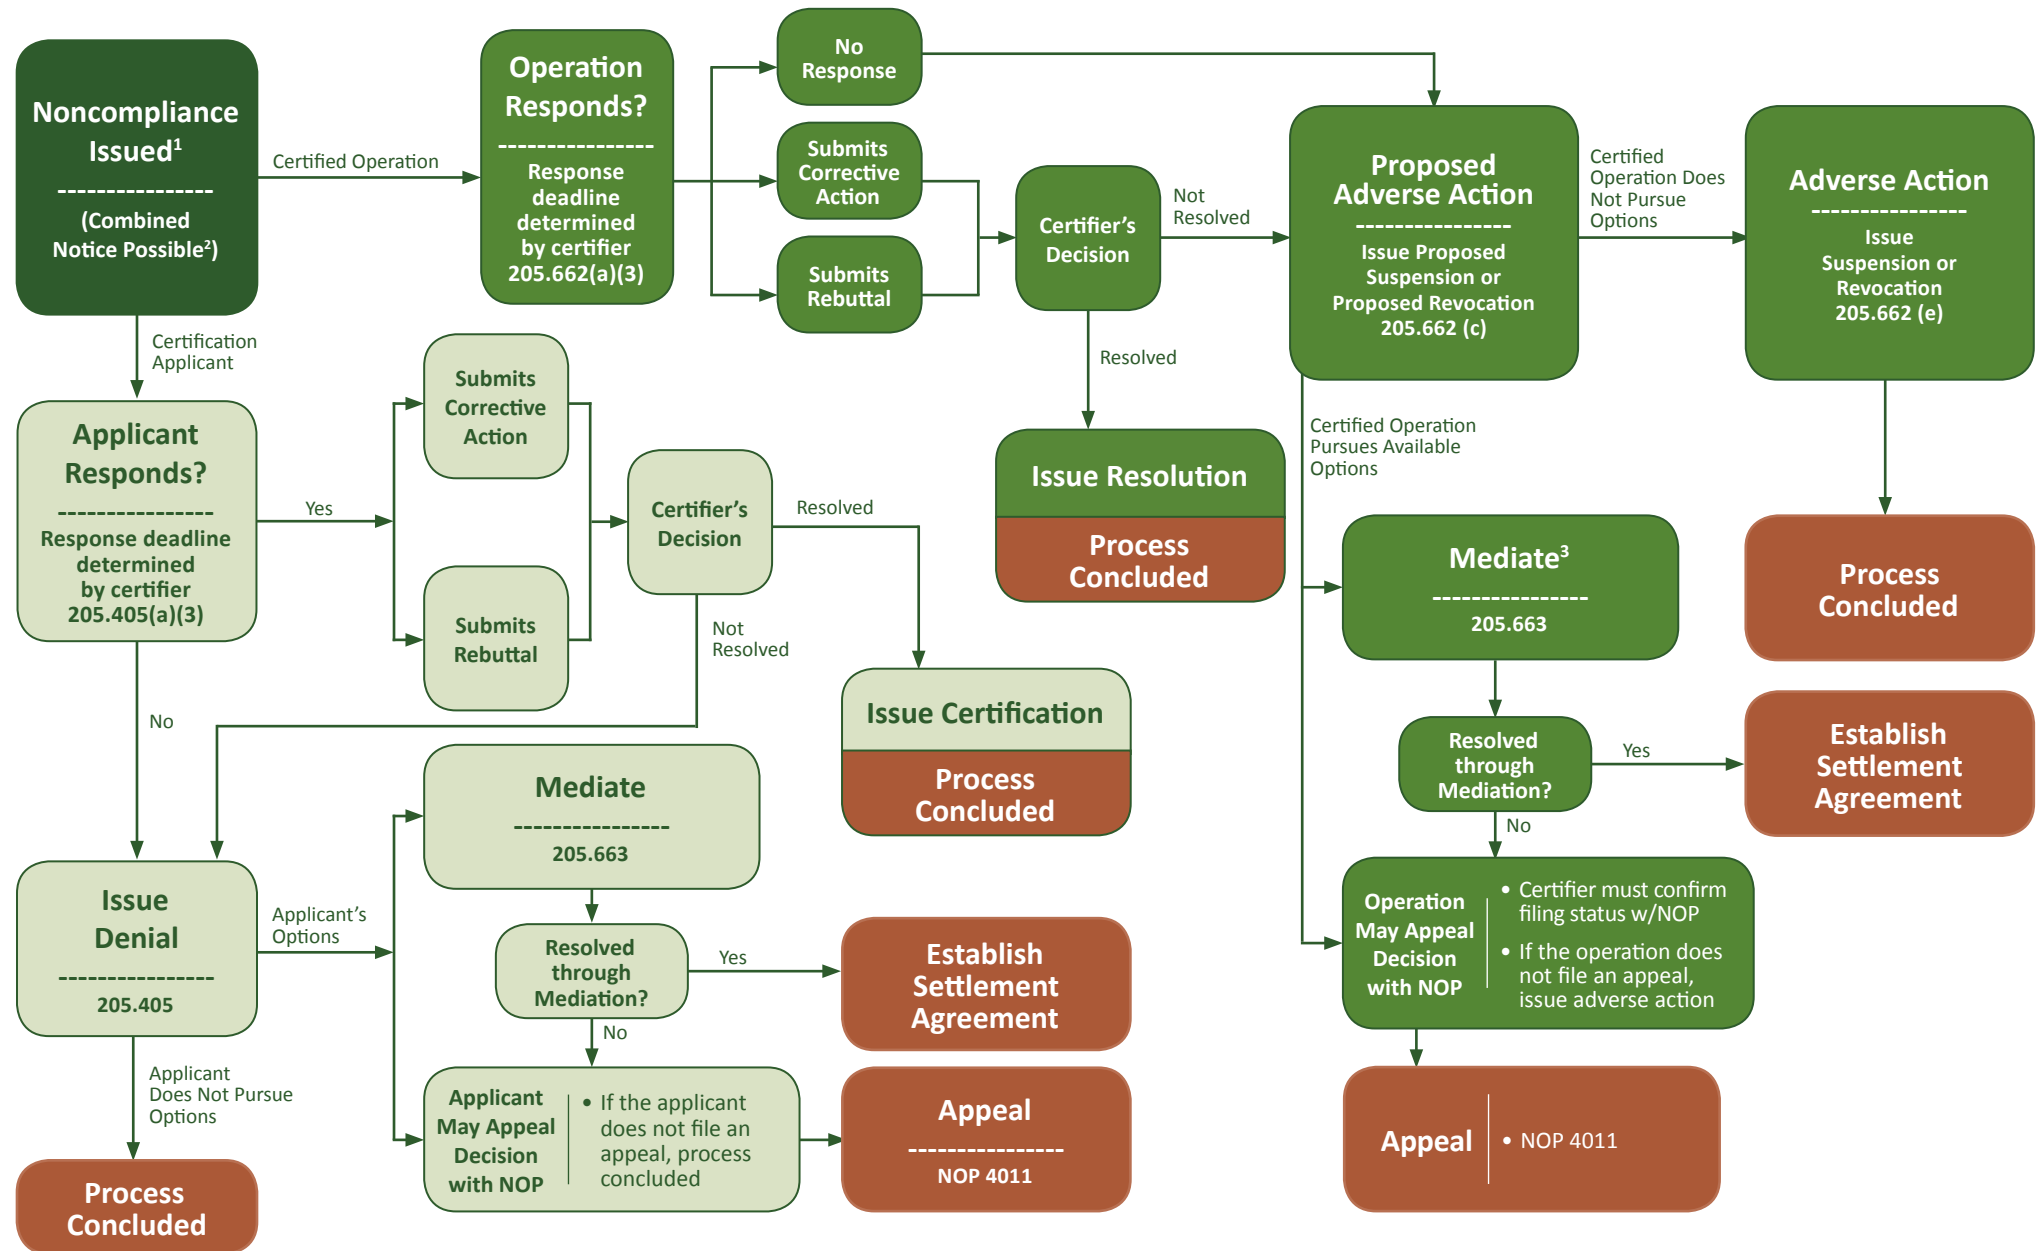 Noncompliance
Issued1
----------------
(Combined
Notice Possible2)
Certified Operation
Operation
Responds?
----------------
Response
deadline
determined
by certifier
205.662(a)(3)
No
Response
Submits
Corrective
Action
Submits
Rebuttal
Certifier's
Decision
Not
Resolved
Resolved
Issue Resolution
Process
Concluded
Proposed
Adverse Action
----------------
Issue Proposed
Suspension or
Proposed Revocation
205.662 (c)
Certified
Operation Does
Not Pursue
Options
Adverse Action
----------------
Issue
Suspension or
Revocation
205.662 (e)
Process
Concluded
Certified Operation
Pursues Available
Options
Mediate3
----------------
205.663
Resolved
through
Mediation?
Yes
Establish
Settlement
Agreement
No
Operation
May Appeal
Decision
with NOP
• Certifier must confirm
filing status w/NOP
• If the operation does
not file an appeal,
issue adverse action
Appeal
• NOP 4011
Certification
Applicant
Applicant
Responds?
----------------
Response deadline
determined
by certifier
205.405(a)(3)
Yes
Submits
Corrective
Action
Submits
Rebuttal
Certifier's
Decision
Resolved
Not
Resolved
Issue Certification
Process
Concluded
No
Issue
Denial
----------------
205.405
Applicant's
Options
Mediate
----------------
205.663
Resolved
through
Mediation?
Yes
Establish
Settlement
Agreement
No
Applicant
May Appeal
Decision
with NOP
• If the applicant
does not file an
appeal, process
concluded
Appeal
----------------
NOP 4011
Applicant
Does Not Pursue
Options
Process
Concluded